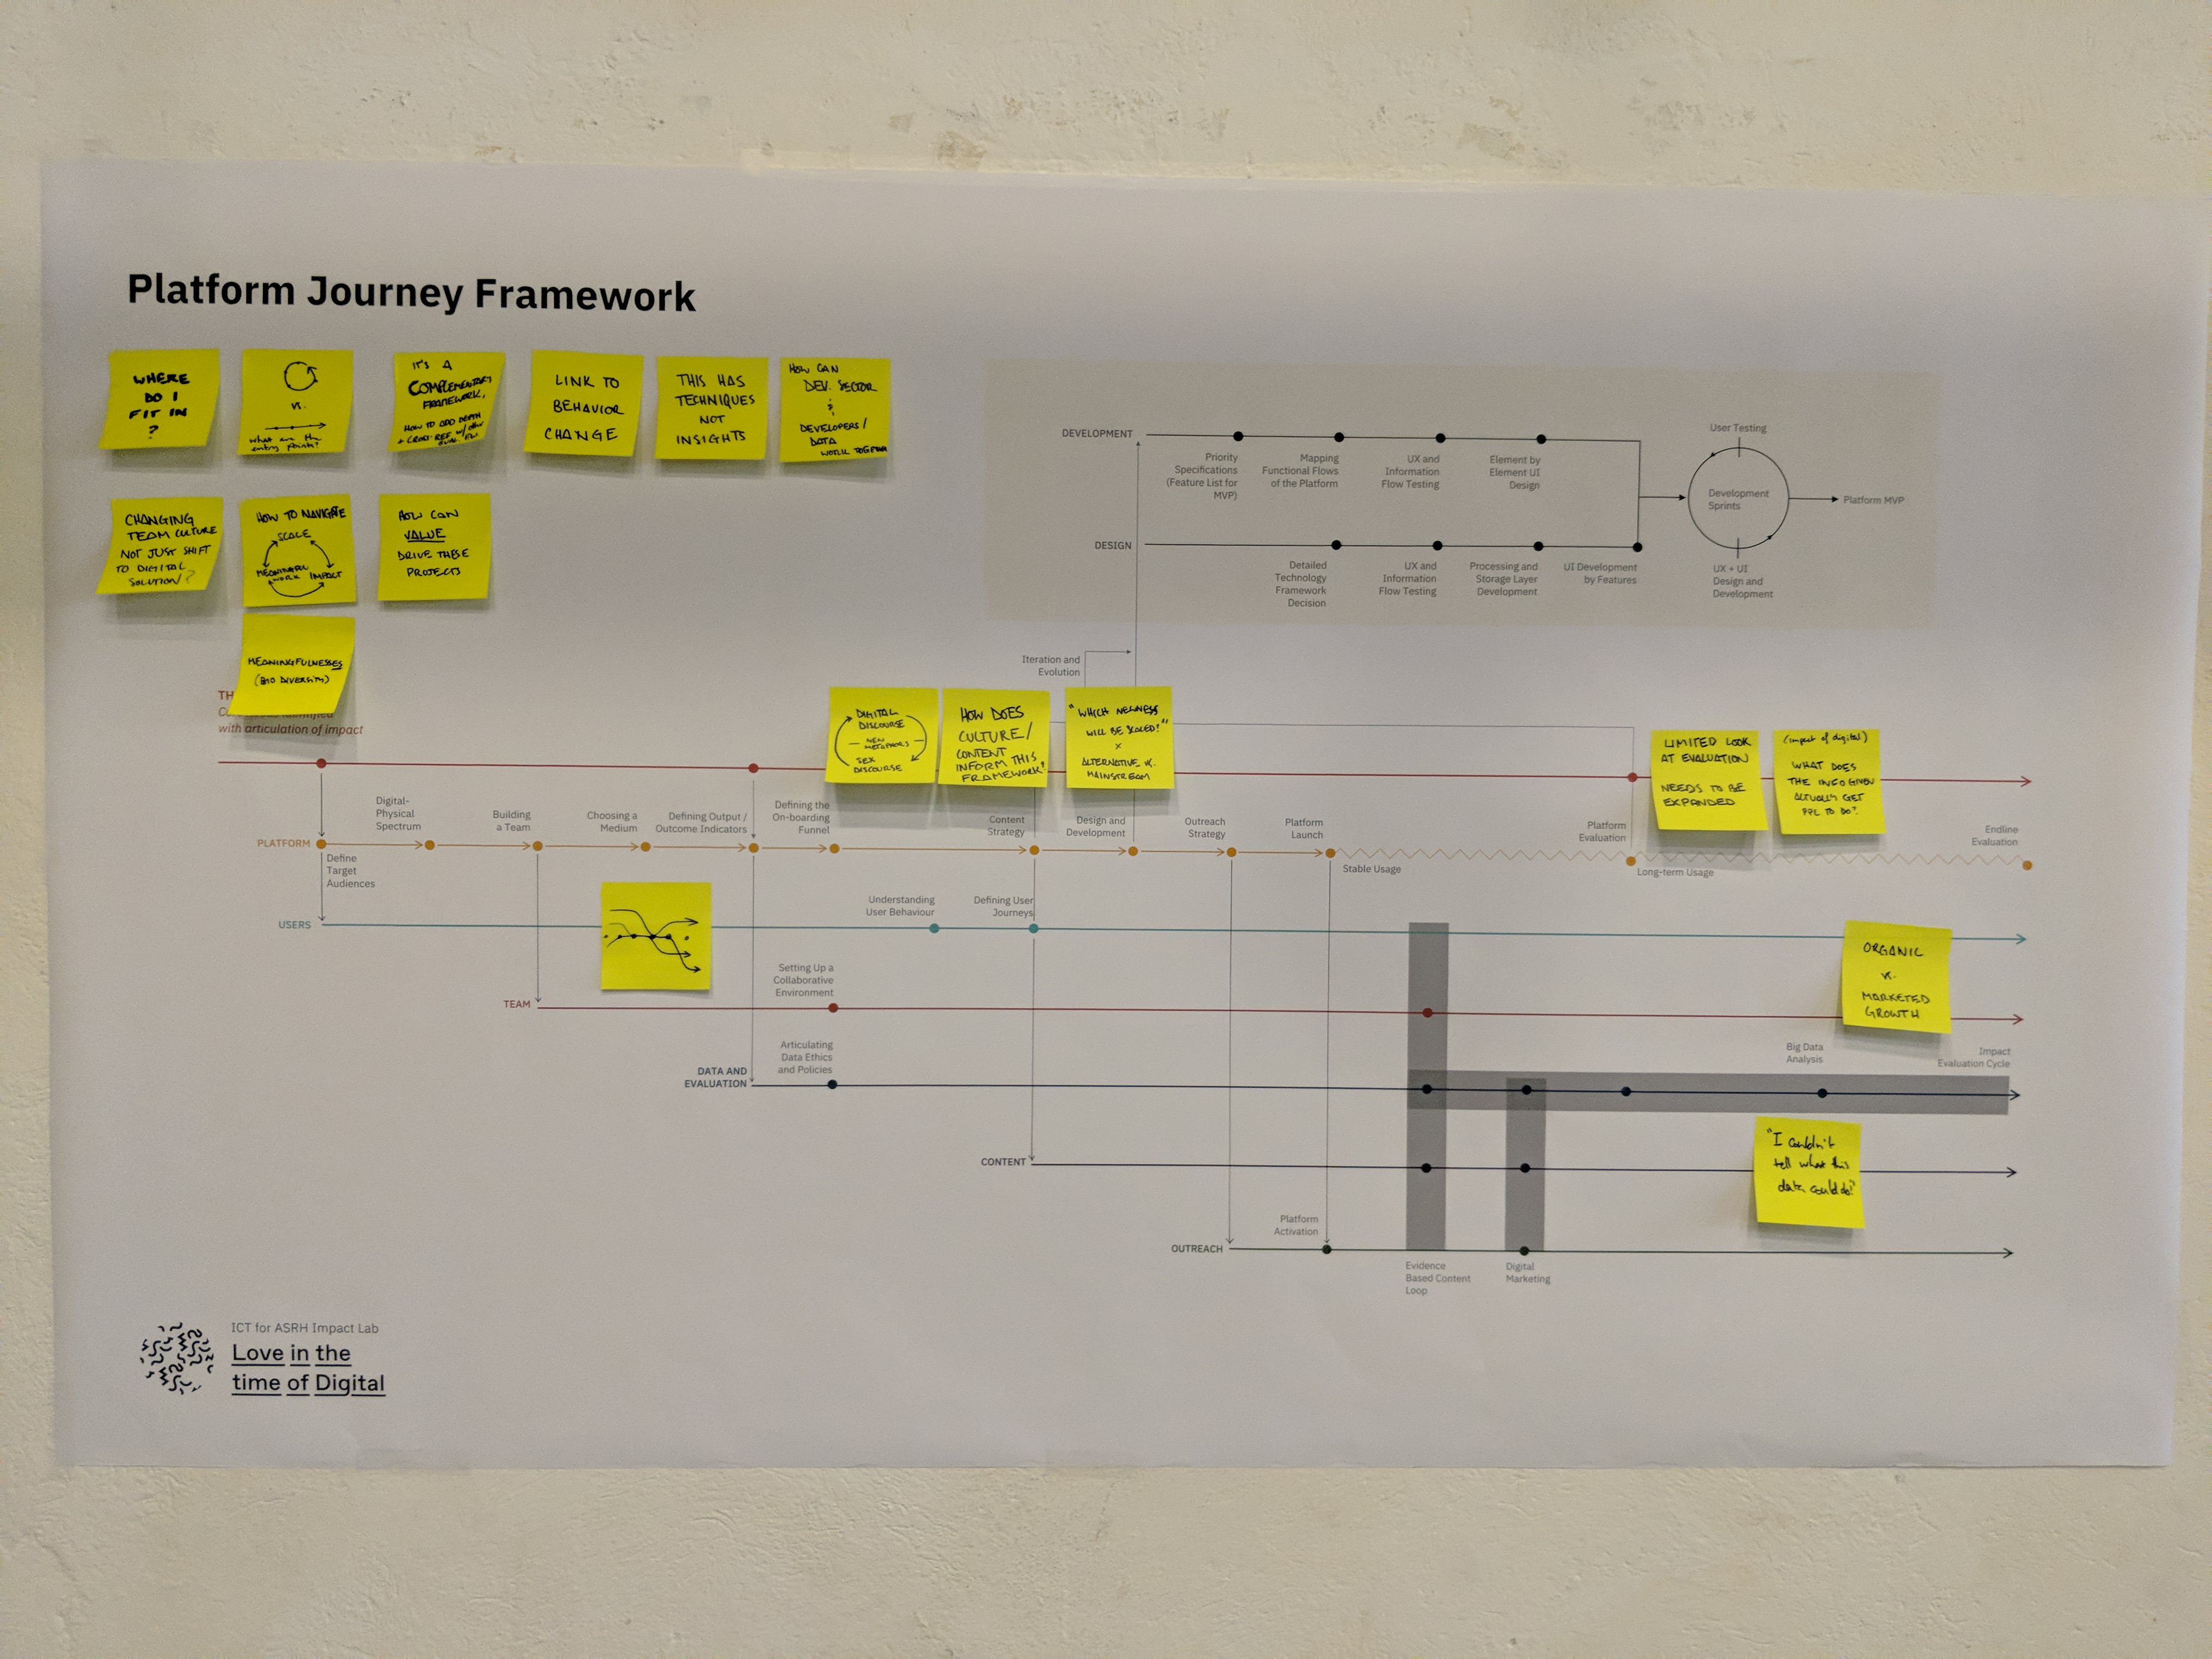 Platform Journey Framework
WHERE
DO I
FIT IN
?
vs.
what are the
entry points?
IT'S A
COMPLEMENTARY
FRAMEWORK,
HOW TO ADD DEPTH
+ CROSS-REF w/ other
LINK TO
BEHAVIOR
CHANGE
THIS HAS
TECHNIQUES
NOT
INSIGHTS
HOW CAN
DEV. SECTOR
&
DEVELOPERS/
DATA
WORK TOGETHER
CHANGING
TEAM CULTURE
NOT JUST SHIFT
TO DIGITAL
SOLUTION?
HOW TO NAVIGATE
SCALE
MEANINGFUL
WORK
IMPACT
HOW CAN
VALUE
DRIVE THESE
PROJECTS
MEANINGFULNESSES
(BIO DIVERSITY)
DEVELOPMENT
Priority
Specifications
(Feature List for
MVP)
Mapping
Functional Flows
of the Platform
UX and
Information
Flow Testing
Element by
Element UI
Design
User Testing
Development
Sprints
Platform MVP
UX + UI
Design and
Development
DESIGN
Detailed
Technology
Framework
Decision
UX and
Information
Flow Testing
Processing and
Storage Layer
Development
UI Development
by Features
Iteration and
Evolution
TH
with articulation of impact
DIGITAL
DISCOURSE
NEW
METAPHORS
SEX
DISCOURSE
HOW DOES
CULTURE/
CONTENT
INFORM THIS
FRAMEWORK?
"WHICH NEWNESS
WILL BE SCALED?"
x
ALTERNATIVE vs.
MAINSTREAM
LIMITED LOOK
AT EVALUATION
NEEDS TO BE
EXPANDED
(impact of digital)
WHAT DOES
THE INFO GIVEN
ACTUALLY GET
PPL TO DO?
PLATFORM
Define
Target
Audiences
Digital-
Physical
Spectrum
Building
a Team
Choosing a
Medium
Defining Output /
Outcome Indicators
Defining the
On-boarding
Funnel
Content
Strategy
Design and
Development
Outreach
Strategy
Platform
Launch
Stable Usage
Platform
Evaluation
Long-term Usage
Endline
Evaluation
USERS
Understanding
User Behaviour
Defining User
Journeys
ORGANIC
vs.
MARKETED
GROWTH
TEAM
Setting Up a
Collaborative
Environment
DATA AND
EVALUATION
Articulating
Data Ethics
and Policies
Big Data
Analysis
Impact
Evaluation Cycle
CONTENT
"I couldn't
tell what this
data could do!"
OUTREACH
Platform
Activation
Evidence
Based Content
Loop
Digital
Marketing
ICT for ASRH Impact Lab
Love in the
time of Digital